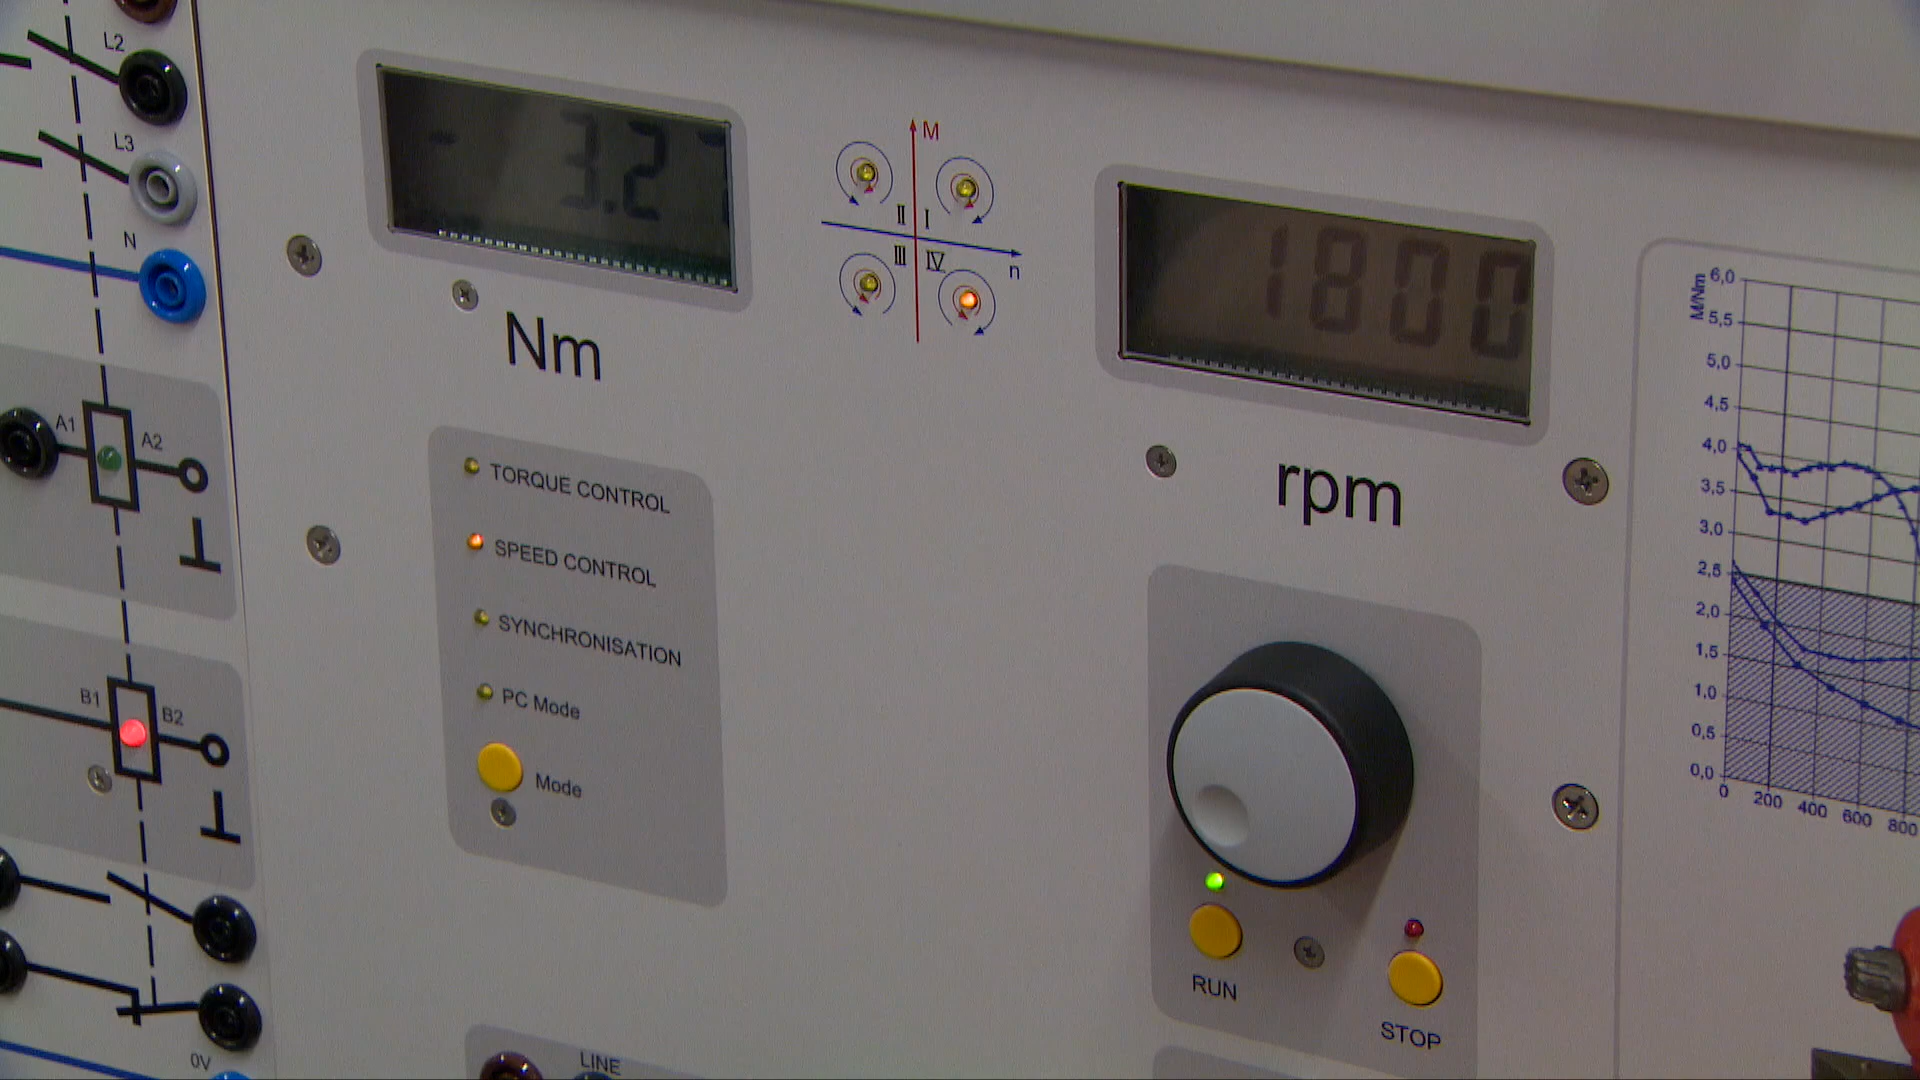 L2
L3
N
A1
A2
B1
B2
0V
- 3.2
Nm
M
II
I
III
IV
n
1800
rpm
TORQUE CONTROL
SPEED CONTROL
SYNCHRONISATION
PC Mode
Mode
RUN
STOP
LINE
M/Nm
6,0
5,5
5,0
4,5
4,0
3,5
3,0
2,5
2,0
1,5
1,0
0,5
0,0
0
200
400
600
800